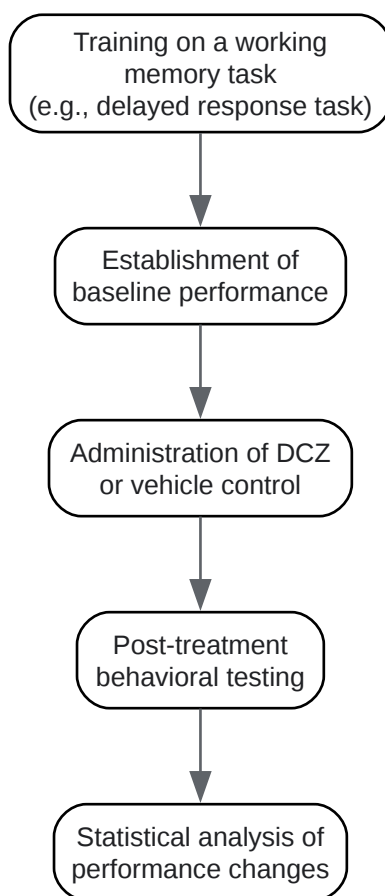 Training on a working
memory task
(e.g., delayed response task)
Establishment of
baseline performance
Administration of DCZ
or vehicle control
Post-treatment
behavioral testing
Statistical analysis of
performance changes